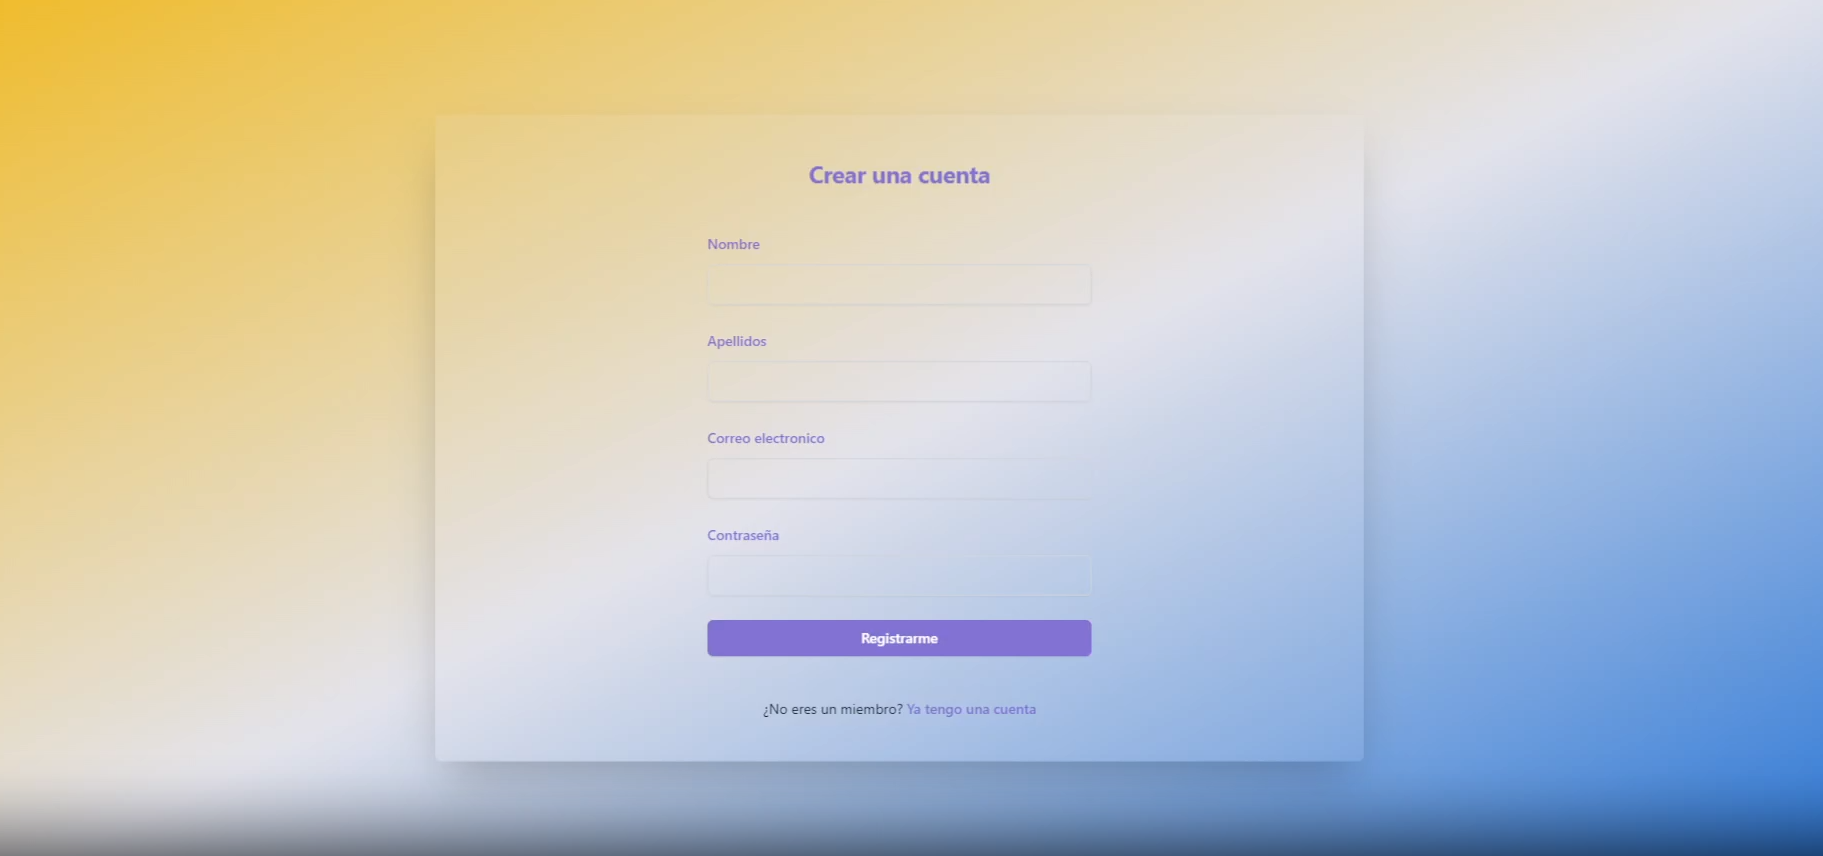 Crear una cuenta
Nombre
Apellidos
Correo electronico
Contraseña
Registrarme
¿No eres un miembro? Ya tengo una cuenta